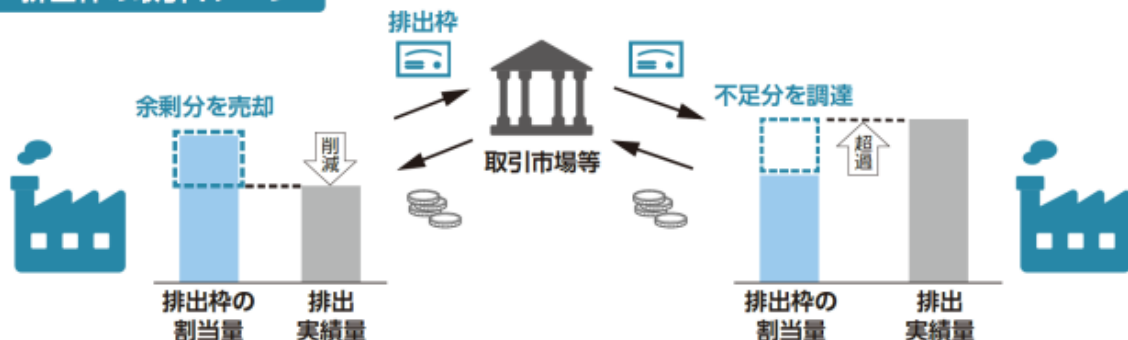 排出枠
余剰分を売却
不足分を調達
削減
超過
取引市場等
排出枠の
割当量
排出
実績量
排出枠の
割当量
排出
実績量